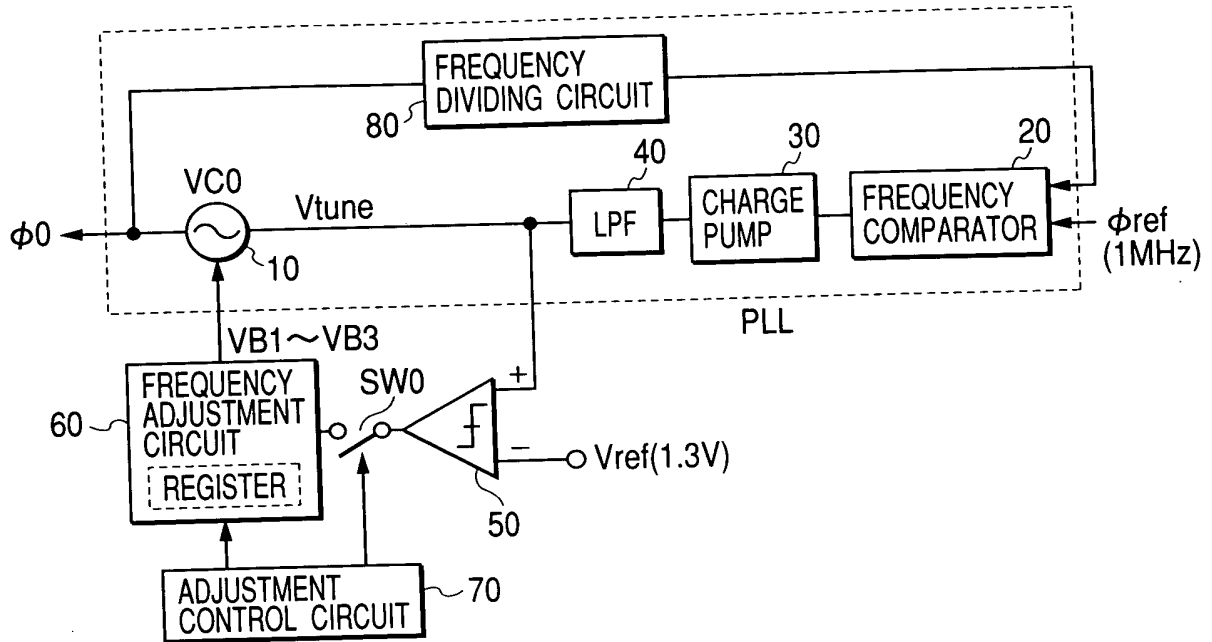 FREQUENCY
DIVIDING CIRCUIT
80
40
30
20
VC0
Vtune
LPF
CHARGE
PUMP
FREQUENCY
COMPARATOR
ϕ0
ϕref
(1MHz)
10
PLL
VB1～VB3
FREQUENCY
ADJUSTMENT
CIRCUIT
REGISTER
60
SW0
+
−
Vref(1.3V)
50
ADJUSTMENT
CONTROL CIRCUIT
70